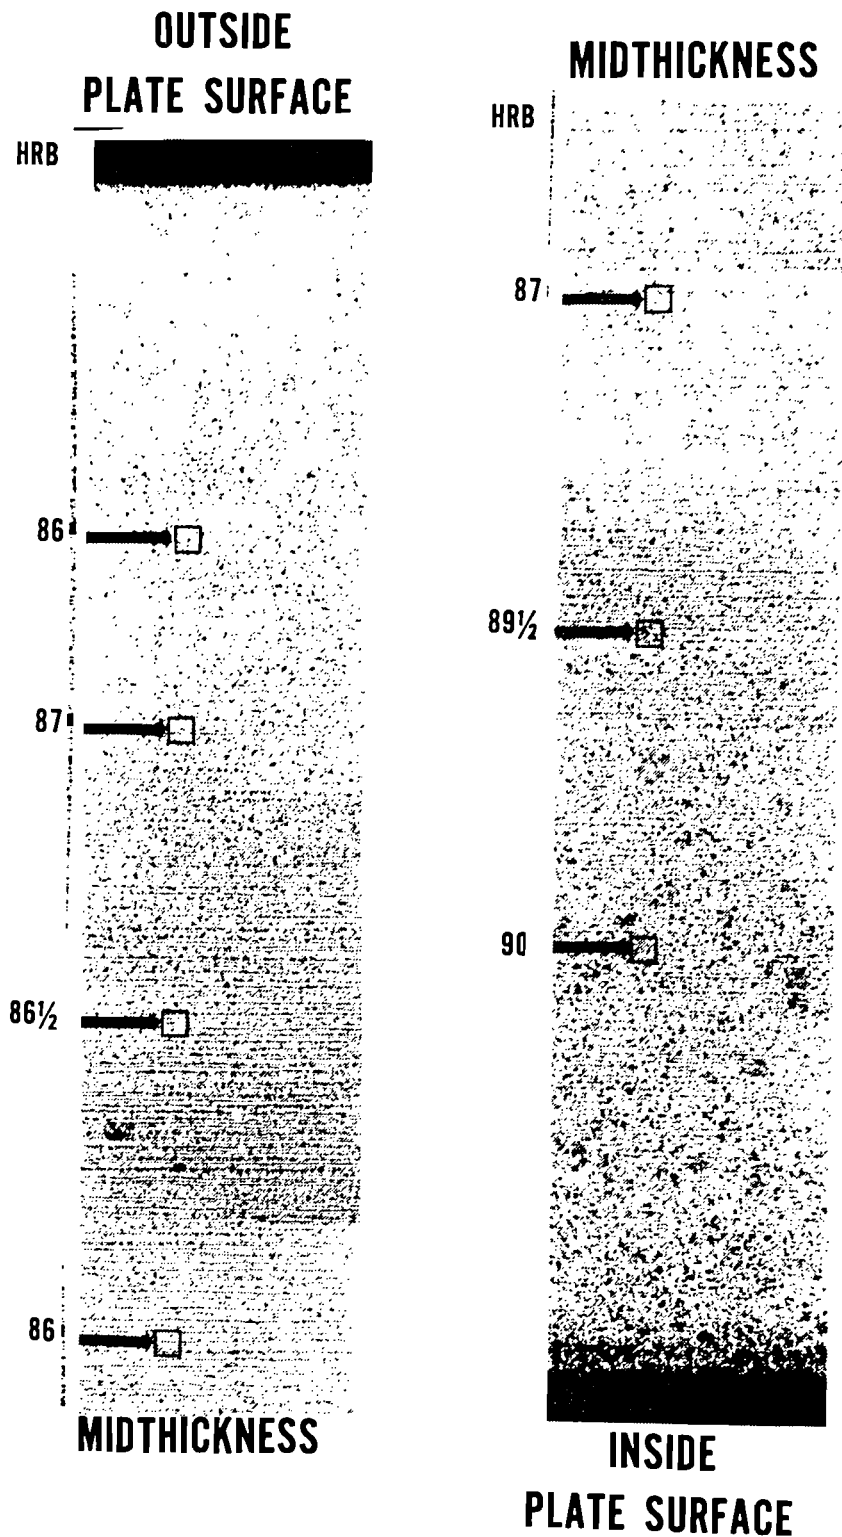 OUTSIDE
PLATE SURFACE
HRB
86
87
86½
86
MIDTHICKNESS
MIDTHICKNESS
HRB
87
89½
90
INSIDE
PLATE SURFACE